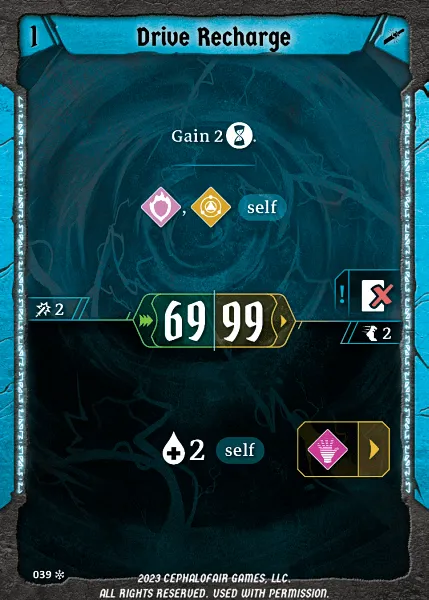 1 Drive Recharge
Gain 2 .
, self
2
69 99
!
2
2 self
039
2023 CEPHALOFAIR GAMES, LLC.
ALL RIGHTS RESERVED. USED WITH PERMISSION.